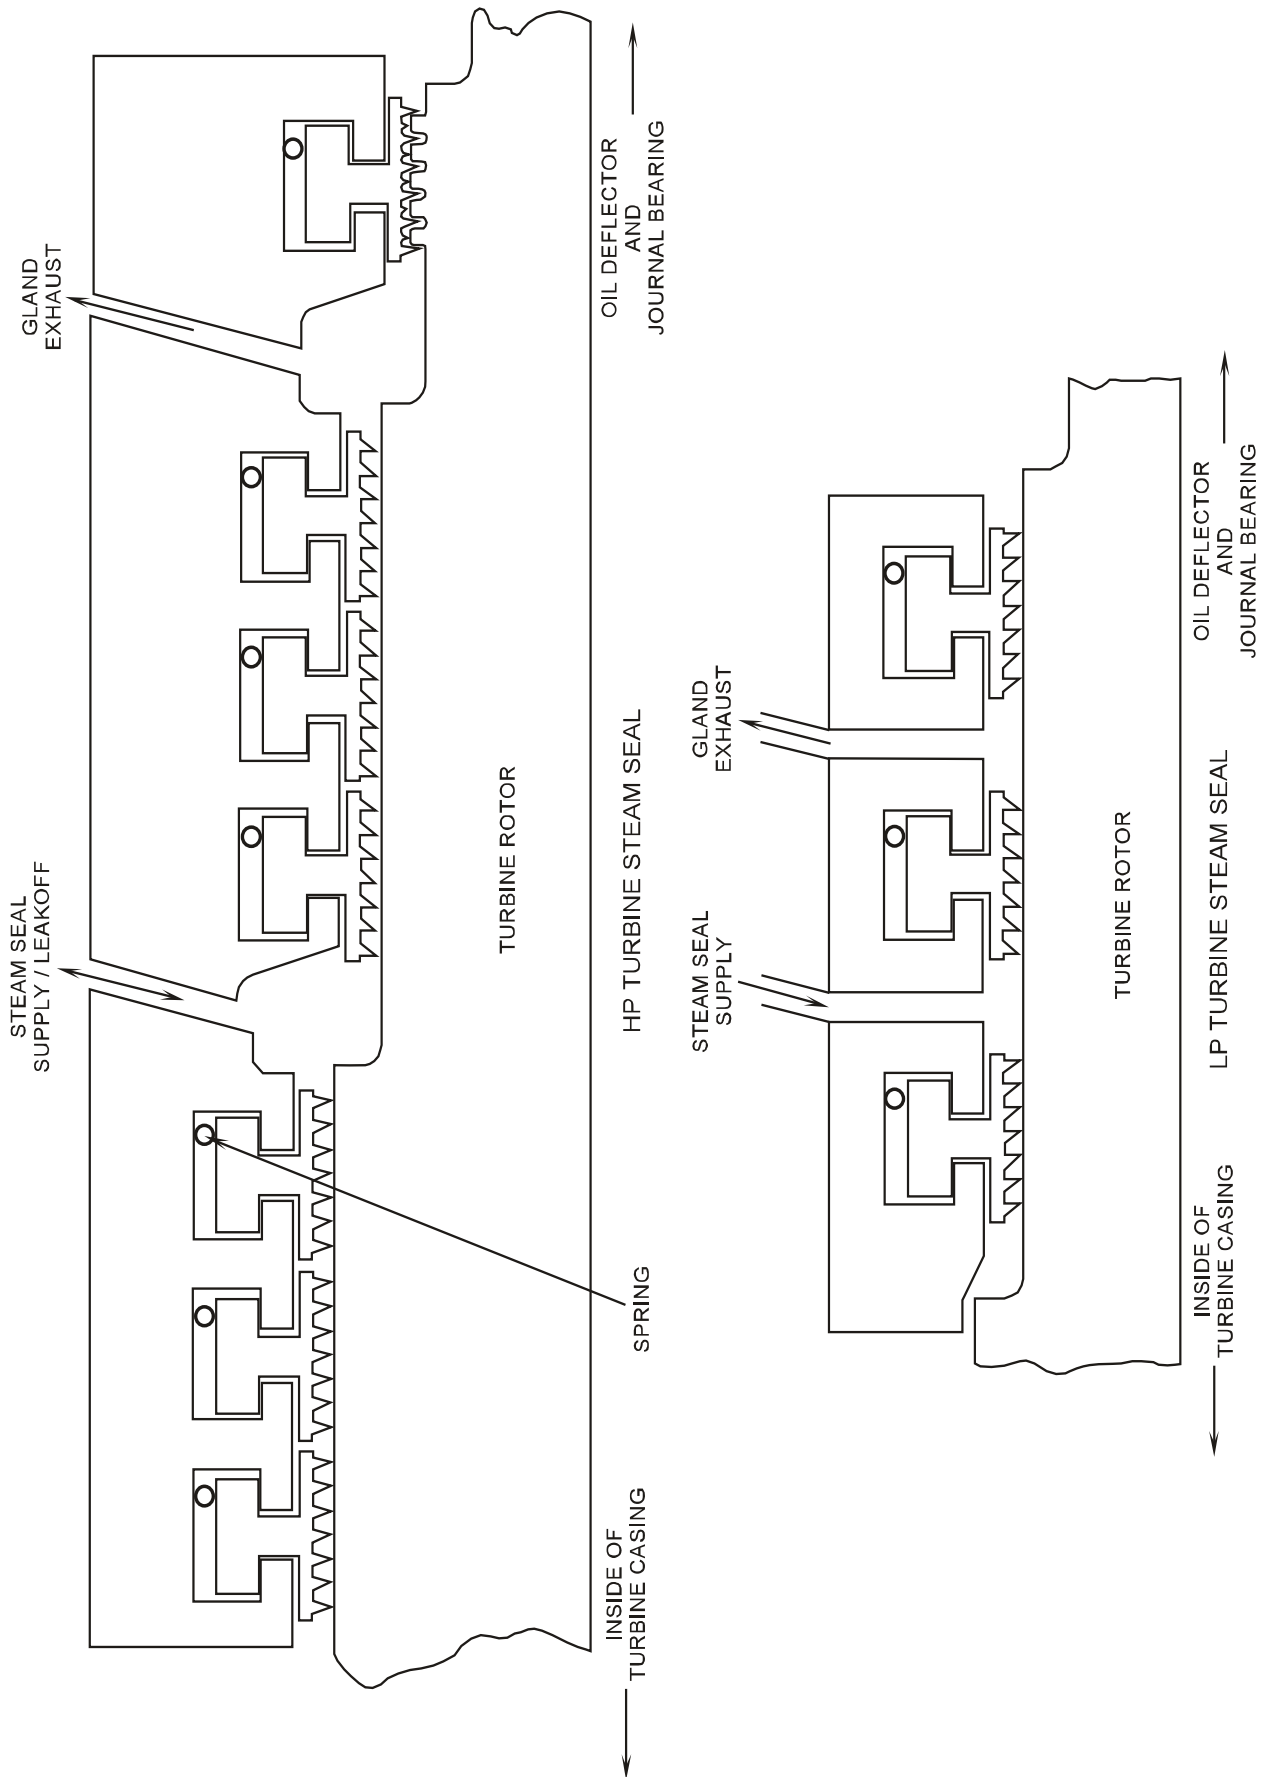 GLAND
EXHAUST
STEAM SEAL
SUPPLY / LEAKOFF
OIL DEFLECTOR
AND
JOURNAL BEARING
TURBINE ROTOR
SPRING
INSIDE OF
TURBINE CASING
HP TURBINE STEAM SEAL
GLAND
EXHAUST
STEAM SEAL
SUPPLY
OIL DEFLECTOR
AND
JOURNAL BEARING
TURBINE ROTOR
INSIDE OF
TURBINE CASING
LP TURBINE STEAM SEAL